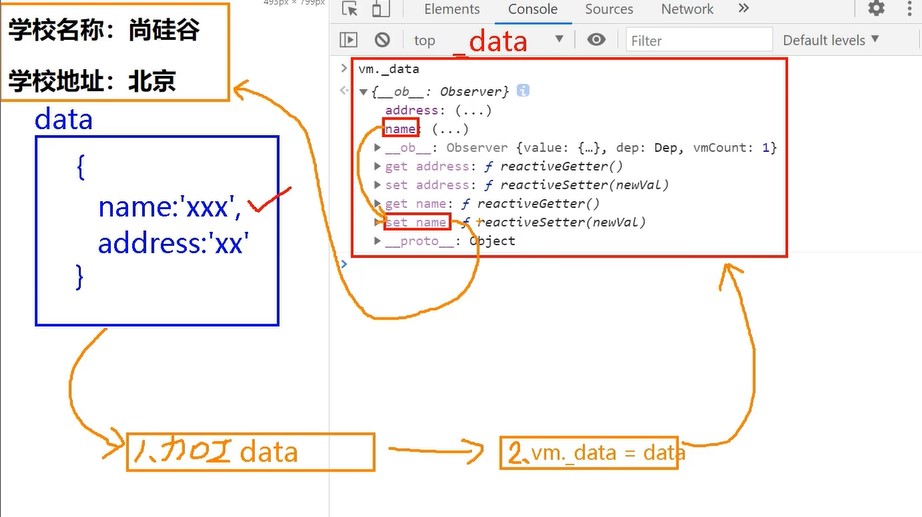 493px × 799px
学校名称：尚硅谷
学校地址：北京
data
{
name:'xxx',
address:'xx'
}
1.加工 data
2.vm._data = data
Elements Console Sources Network »
top Filter Default levels ▼
_data
> vm._data
▼{__ob__: Observer} i
address: (...)
name: (...)
▶ __ob__: Observer {value: {…}, dep: Dep, vmCount: 1}
▶ get address: ƒ reactiveGetter()
▶ set address: ƒ reactiveSetter(newVal)
▶ get name: ƒ reactiveGetter()
▶ set name: ƒ reactiveSetter(newVal)
▶ __proto__: Object
>